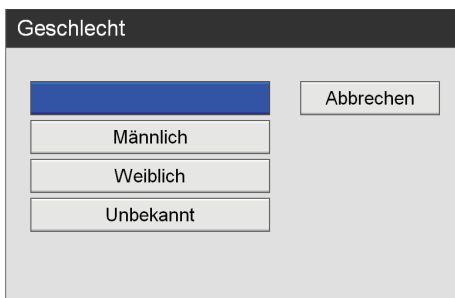 Geschlecht
Abbrechen
Männlich
Weiblich
Unbekannt